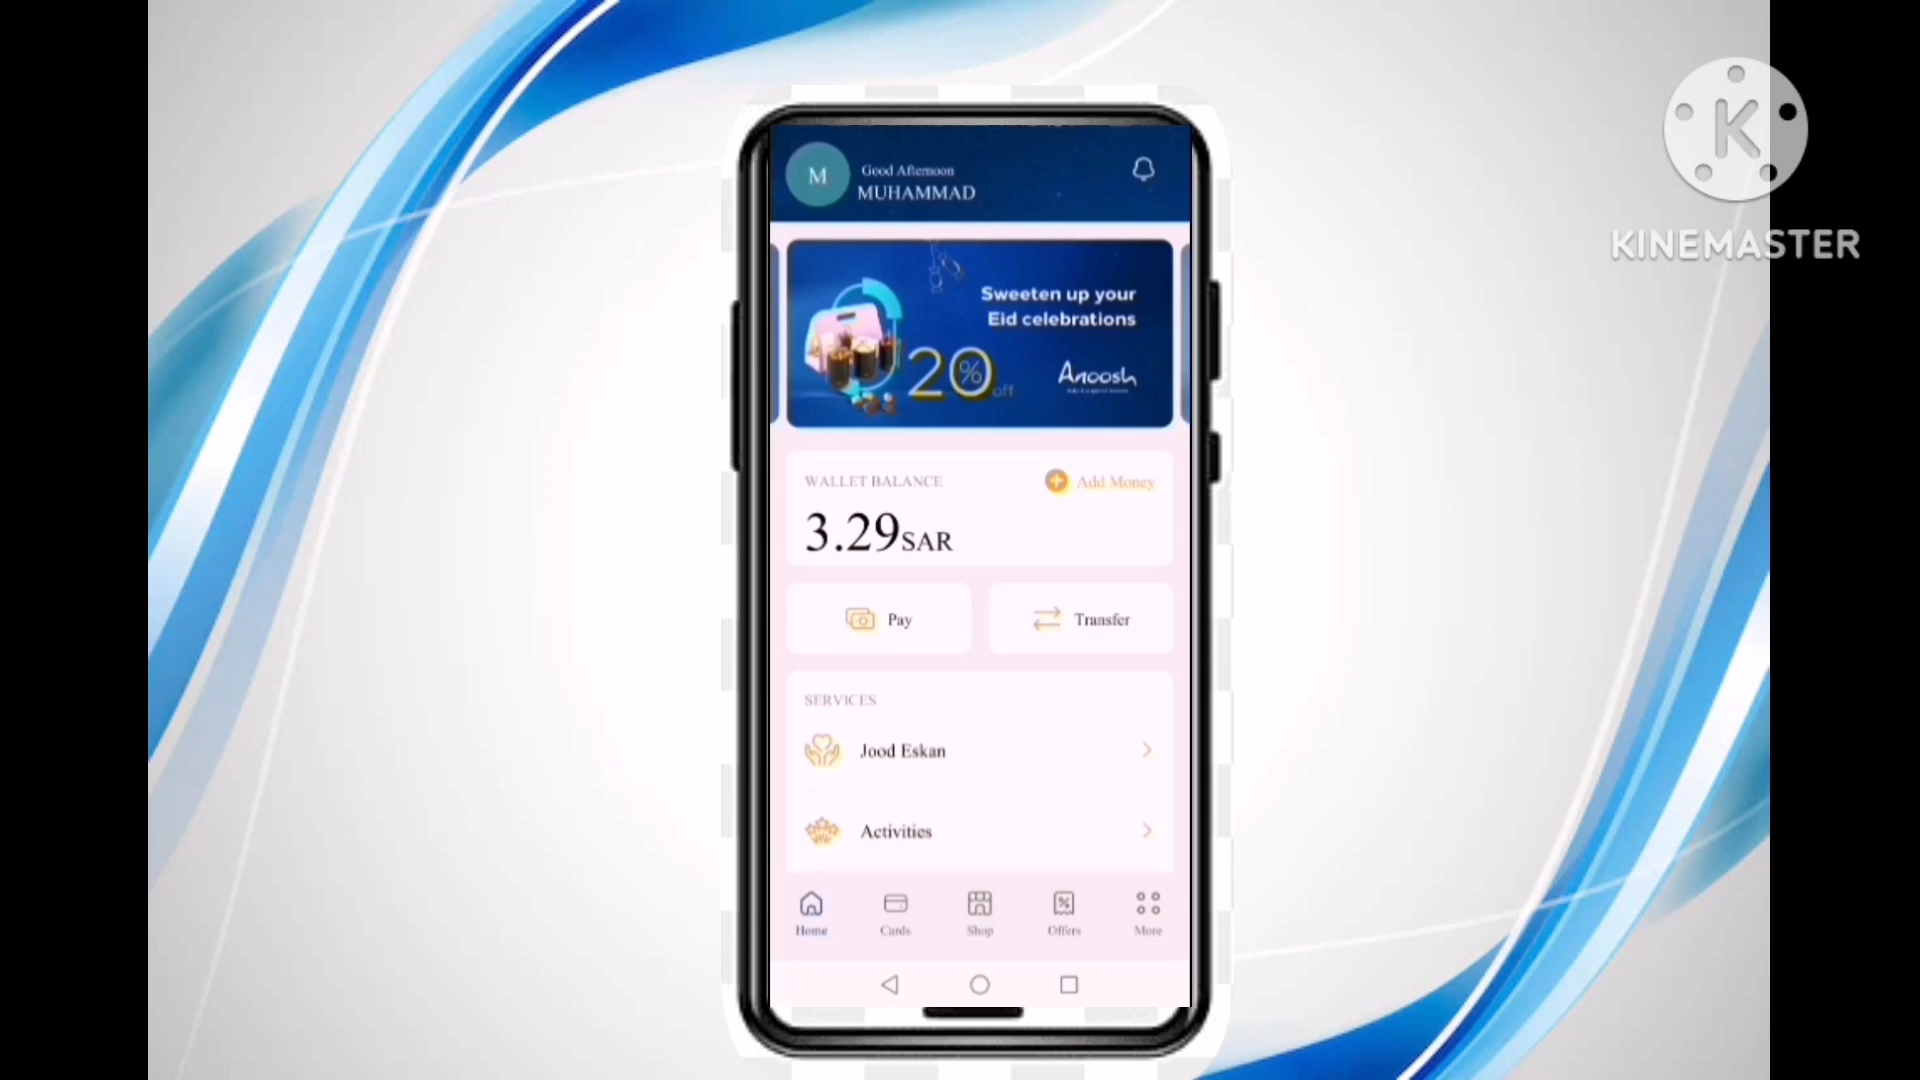 M
Good Afternoon
MUHAMMAD
K
KINEMASTER
Sweeten up your
Eid celebrations
20% off
Anoosh
WALLET BALANCE
Add Money
3.29SAR
Pay
Transfer
SERVICES
Jood Eskan
Activities
Home
Cards
Shop
Offers
More